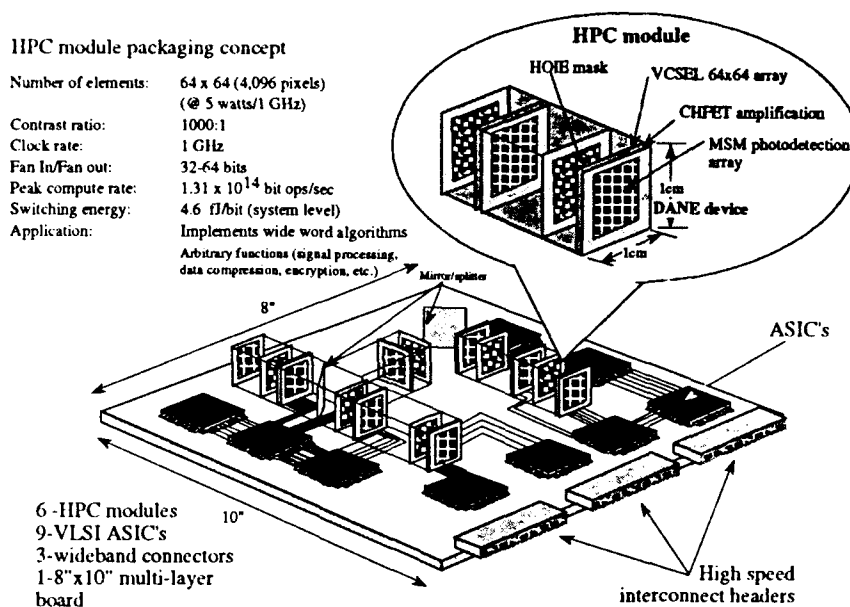 HPC module packaging concept
Number of elements: 64 x 64 (4,096 pixels)
(@ 5 watts/1 GHz)
Contrast ratio: 1000:1
Clock rate: 1 GHz
Fan In/Fan out: 32-64 bits
Peak compute rate: 1.31 x 10^14 bit ops/sec
Switching energy: 4.6 fJ/bit (system level)
Application: Implements wide word algorithms
Arbitrary functions (signal processing,
data compression, encryption, etc.)
HPC module
HOIE mask
VCSEL 64x64 array
CHFET amplification
MSM photodetection
array
1cm
DANE device
1cm
Mirror/splitter
8"
ASIC's
10"
6 -HPC modules
9-VLSI ASIC's
3-wideband connectors
1-8"x10" multi-layer
board
High speed
interconnect headers